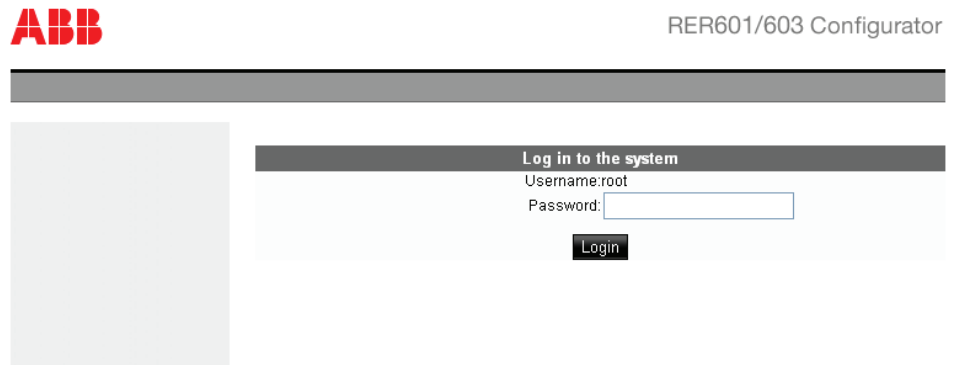 ABB
RER601/603 Configurator
Log in to the system
Username:root
Password:
Login